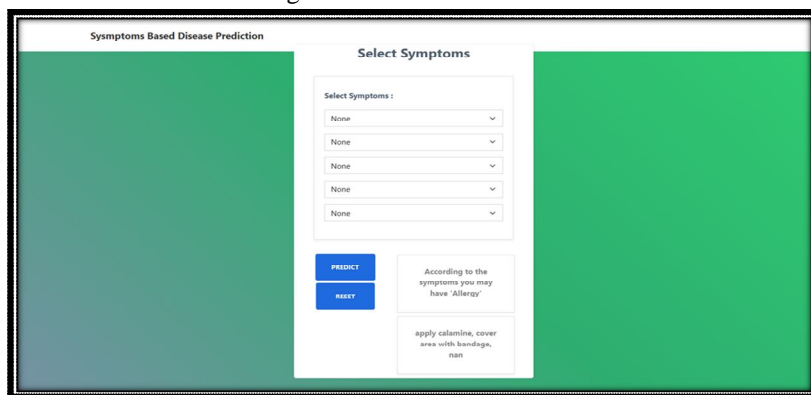 Sysmptoms Based Disease Prediction
Select Symptoms
Select Symptoms :
None
None
None
None
None
PREDICT
RESET
According to the
symptoms you may
have 'Allergy'
apply calamine, cover
area with bandage,
nan